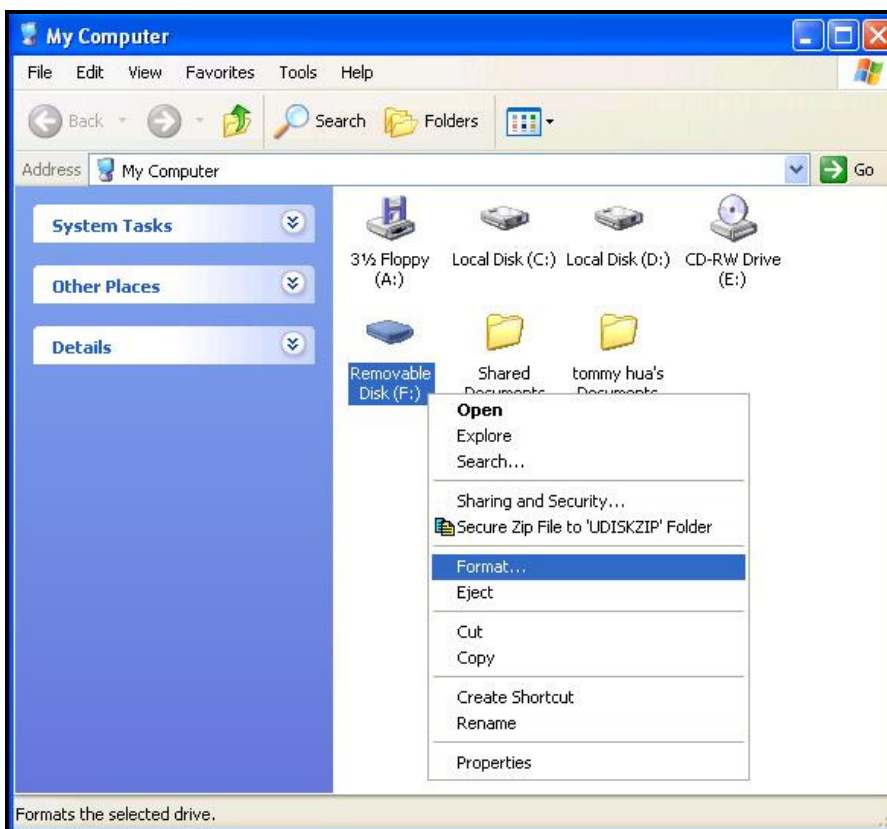 My Computer
File Edit View Favorites Tools Help
Back Search Folders
Address My Computer Go
System Tasks
Other Places
Details
3½ Floppy
(A:)
Local Disk (C:)
Local Disk (D:)
CD-RW Drive
(E:)
Removable
Disk (F:)
Shared
Documents
tommy hua's
Documents
Open
Explore
Search...
Sharing and Security...
Secure Zip File to 'UDISKZIP' Folder
Format...
Eject
Cut
Copy
Create Shortcut
Rename
Properties
Formats the selected drive.